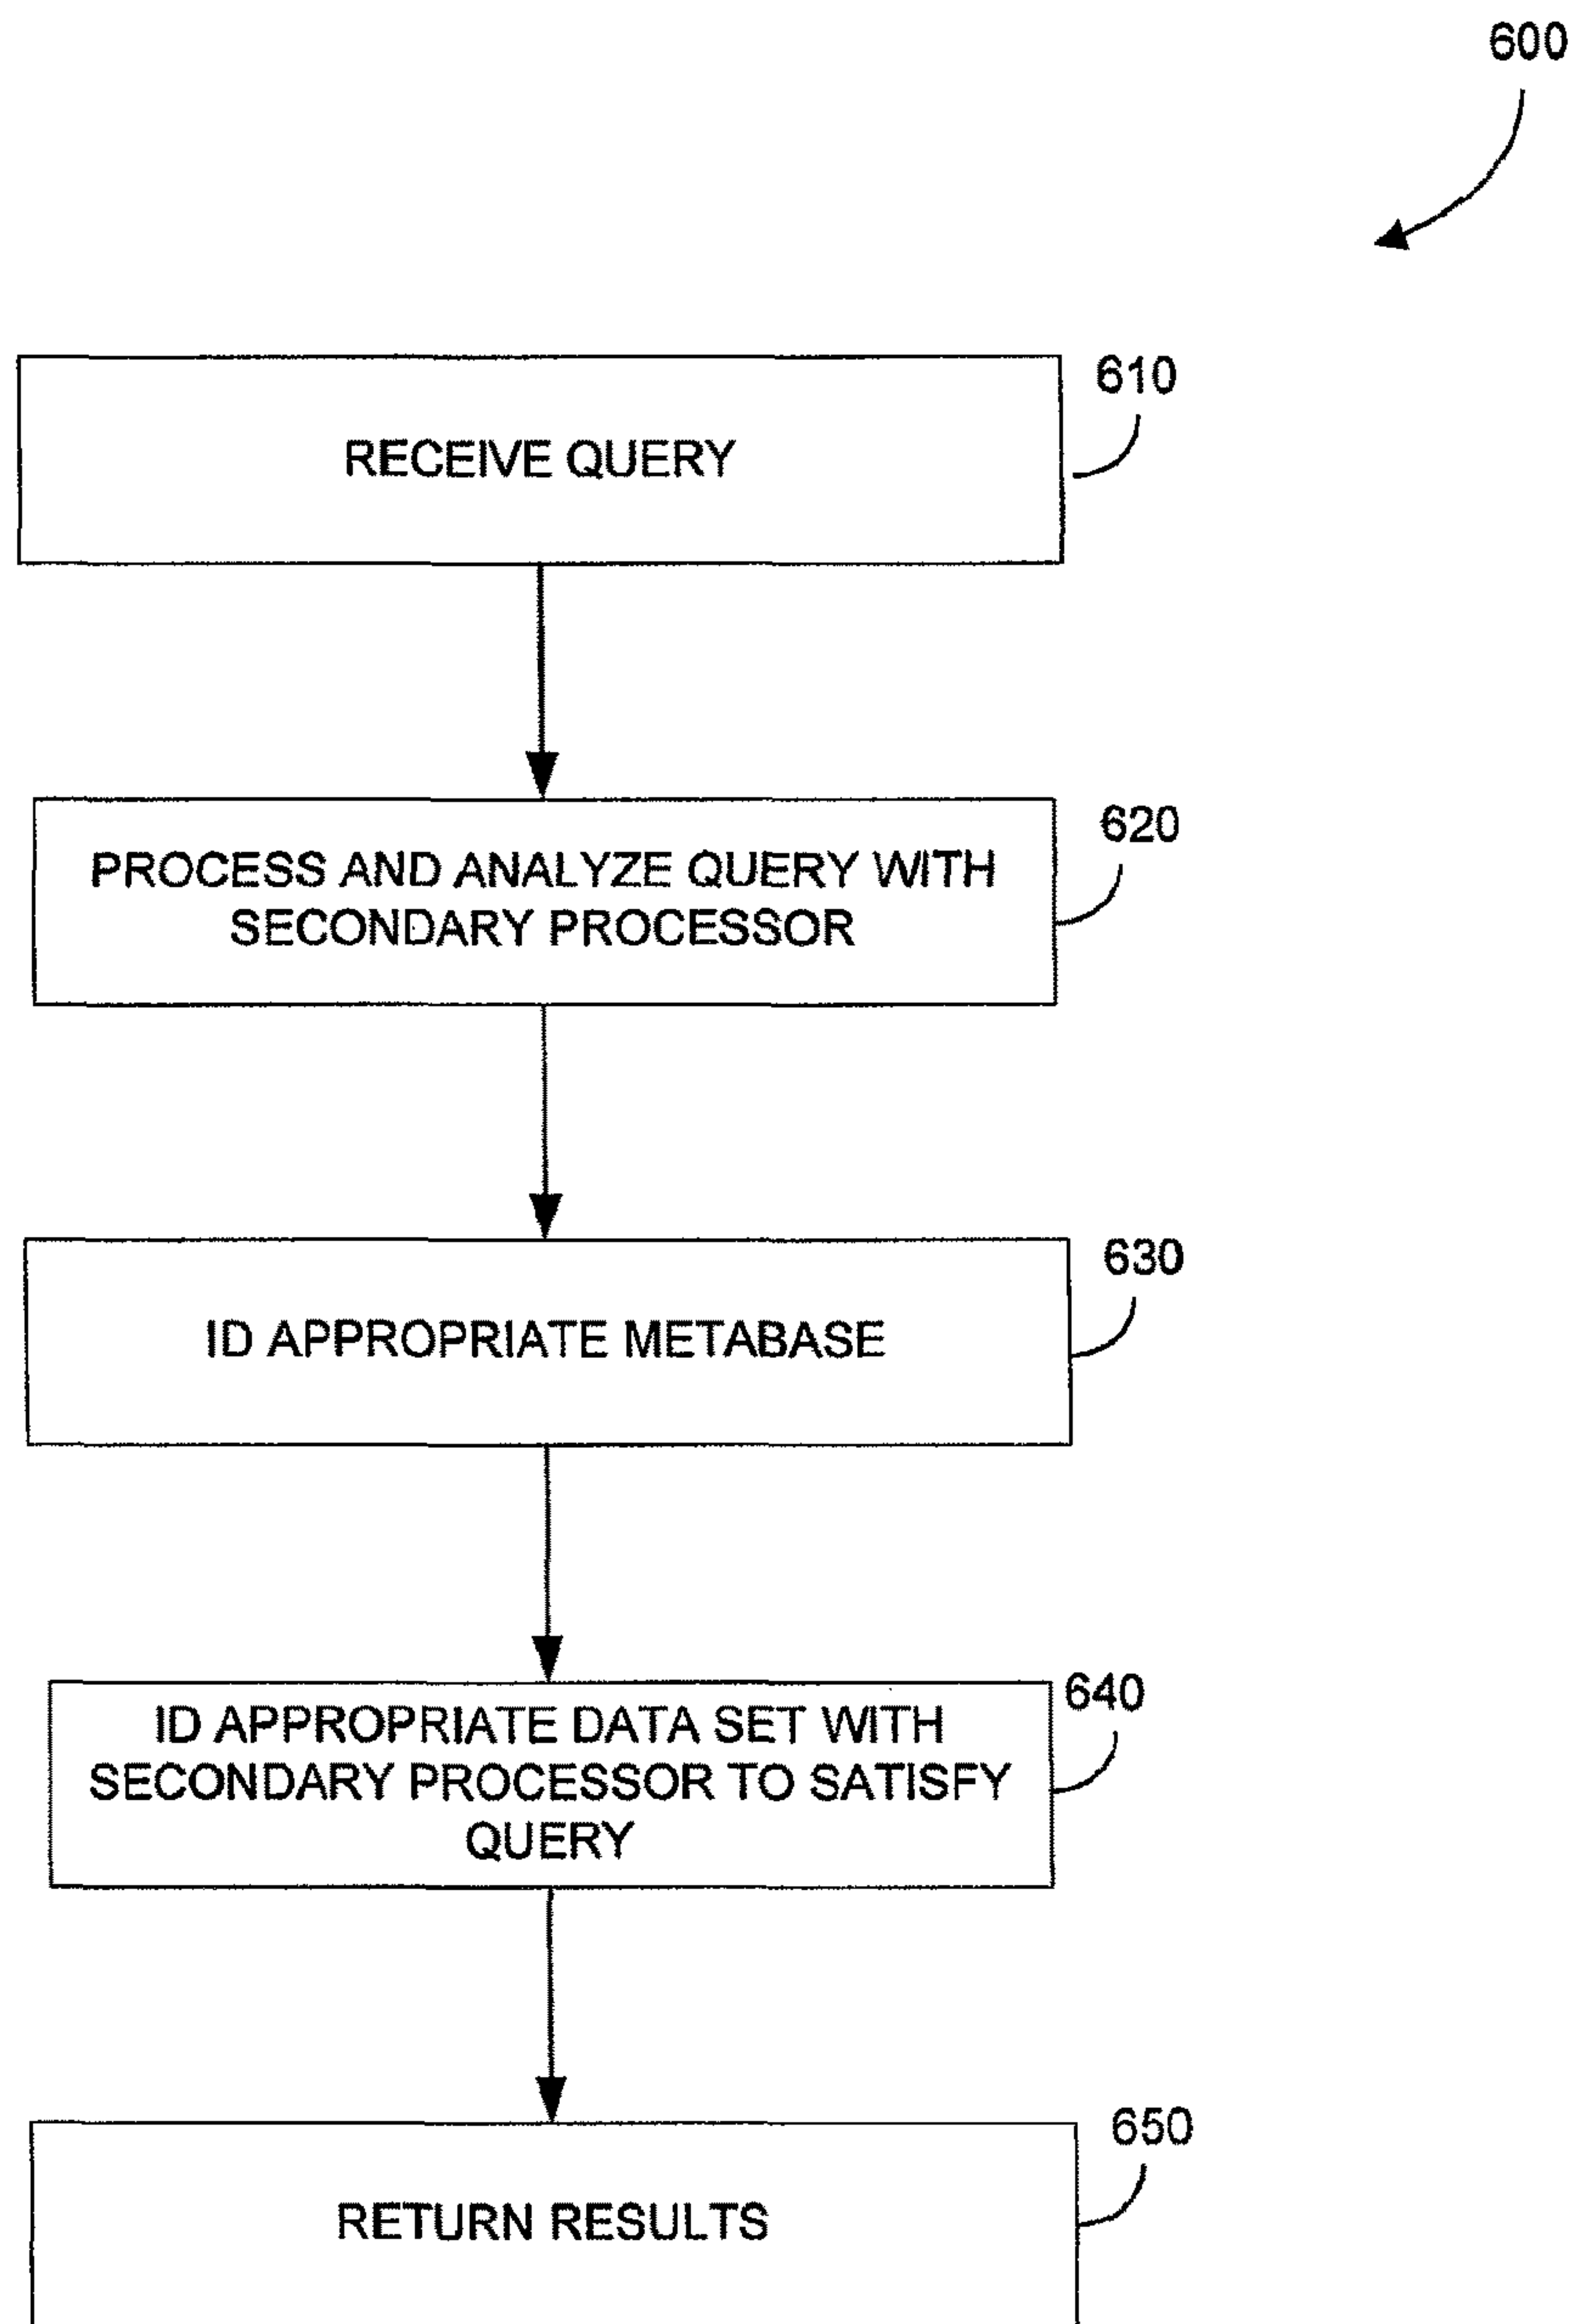 600
610
RECEIVE QUERY
620
PROCESS AND ANALYZE QUERY WITH
SECONDARY PROCESSOR
630
ID APPROPRIATE METABASE
640
ID APPROPRIATE DATA SET WITH
SECONDARY PROCESSOR TO SATISFY
QUERY
650
RETURN RESULTS